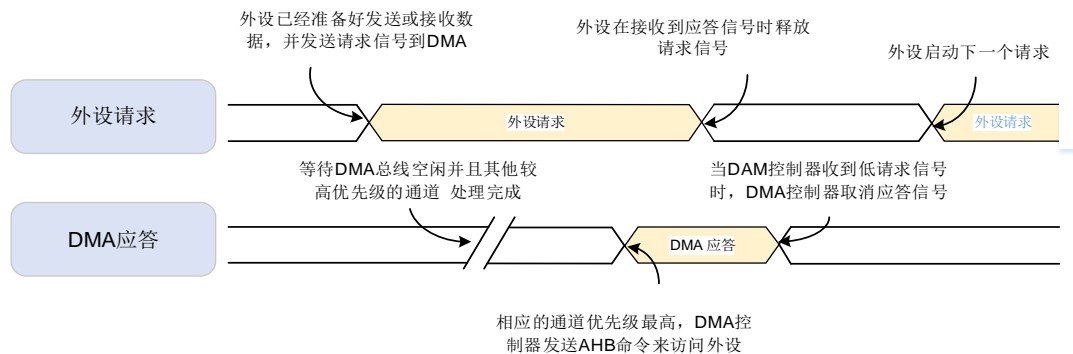 外设已经准备好发送或接收数
据，并发送请求信号到DMA
外设在接收到应答信号时释放
请求信号
外设启动下一个请求
外设请求
外设请求
外设请求
等待DMA总线空闲并且其他较
高优先级的通道 处理完成
当DAM控制器收到低请求信号
时，DMA控制器取消应答信号
DMA应答
DMA 应答
相应的通道优先级最高，DMA控
制器发送AHB命令来访问外设